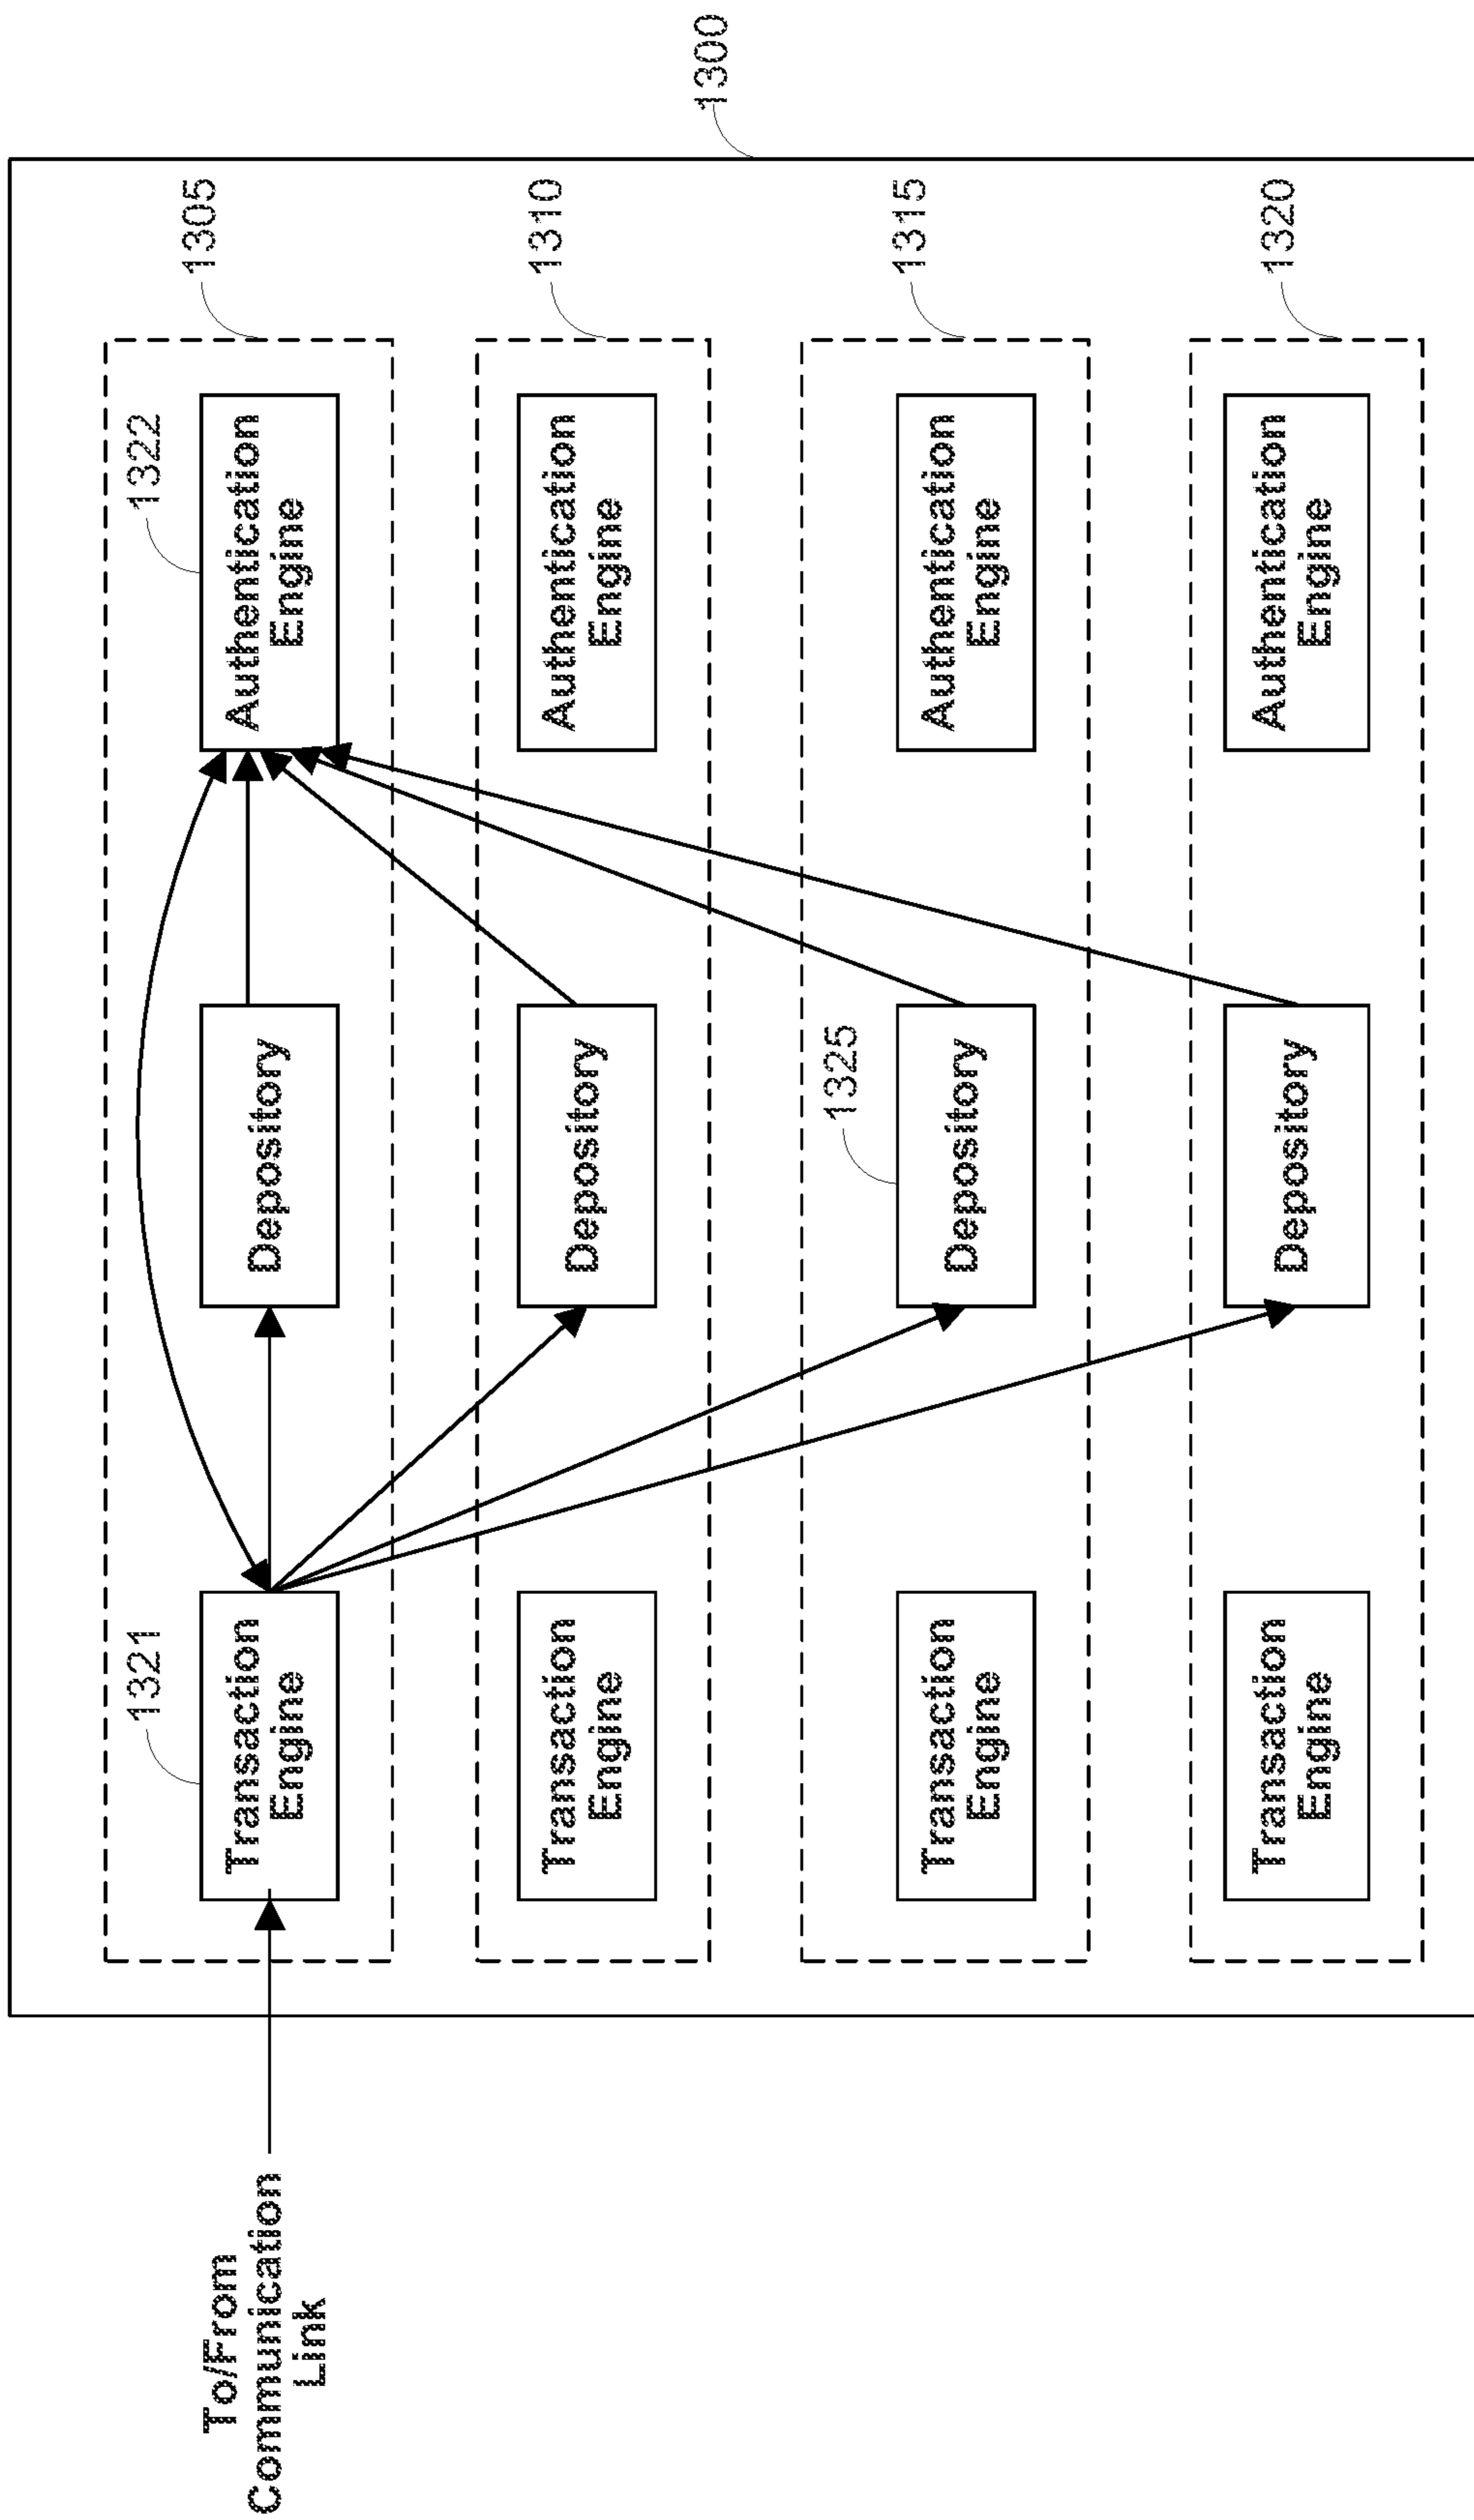 1300
1305
1322
Authentication
Engine
Depository
1321
Transaction
Engine
To/From
Communication
Link
1310
Authentication
Engine
Depository
Transaction
Engine
1315
Authentication
Engine
1325
Depository
Transaction
Engine
1320
Authentication
Engine
Depository
Transaction
Engine